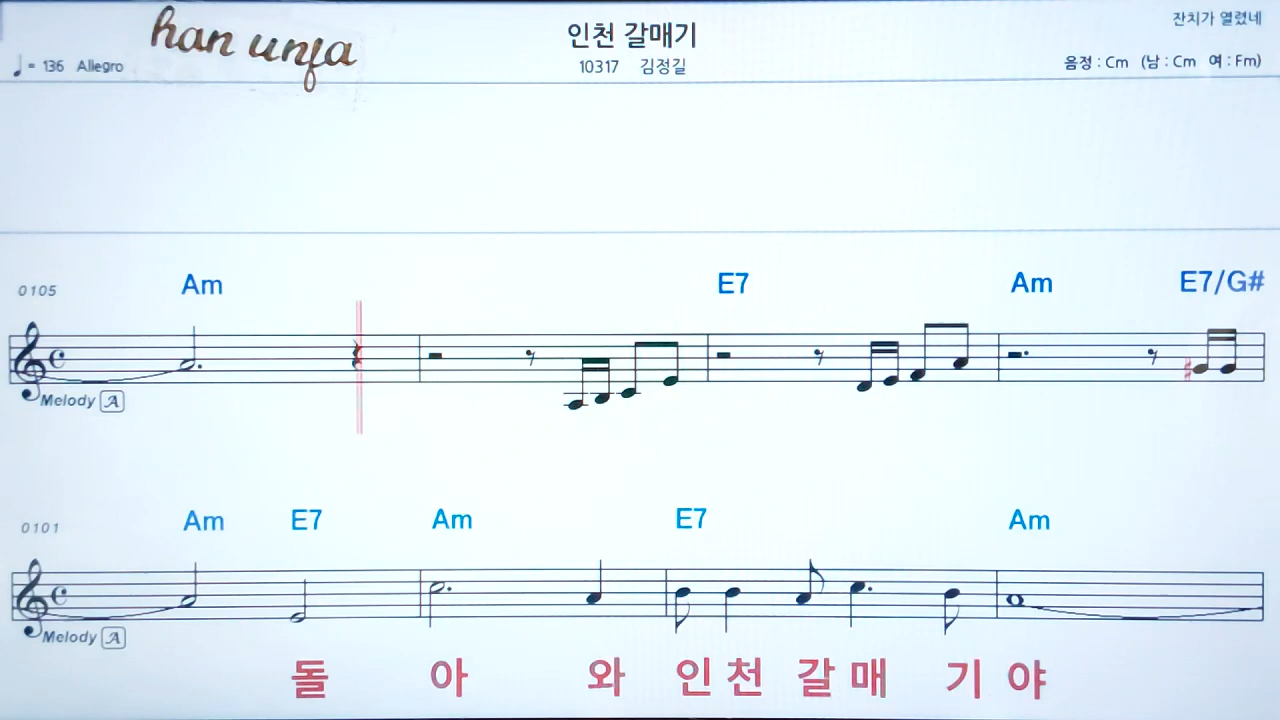 han unfa
인천 갈매기
잔치가 열렸네
♩= 136 Allegro
10317 김정길
음정 : Cm (남 : Cm 여 : Fm)
0105 Am E7 Am E7/G#
Melody A
0101 Am E7 Am E7 Am
Melody A
돌 아 와 인 천 갈 매 기 야